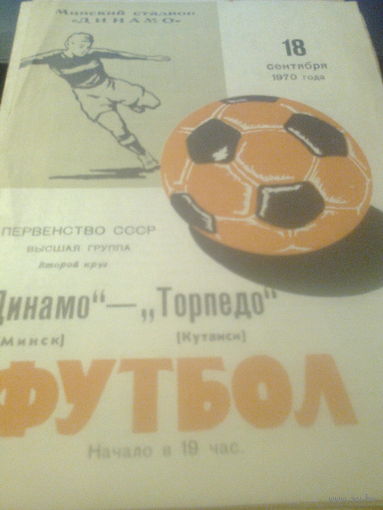 Минский стадион
«ДИНАМО»
18
сентября
1970 года
ПЕРВЕНСТВО СССР
ВЫСШАЯ ГРУППА
Второй круг
Динамо“—„Торпедо“
Минск] [Кутаиси]
ФУТБОЛ
Начало в 19 час.